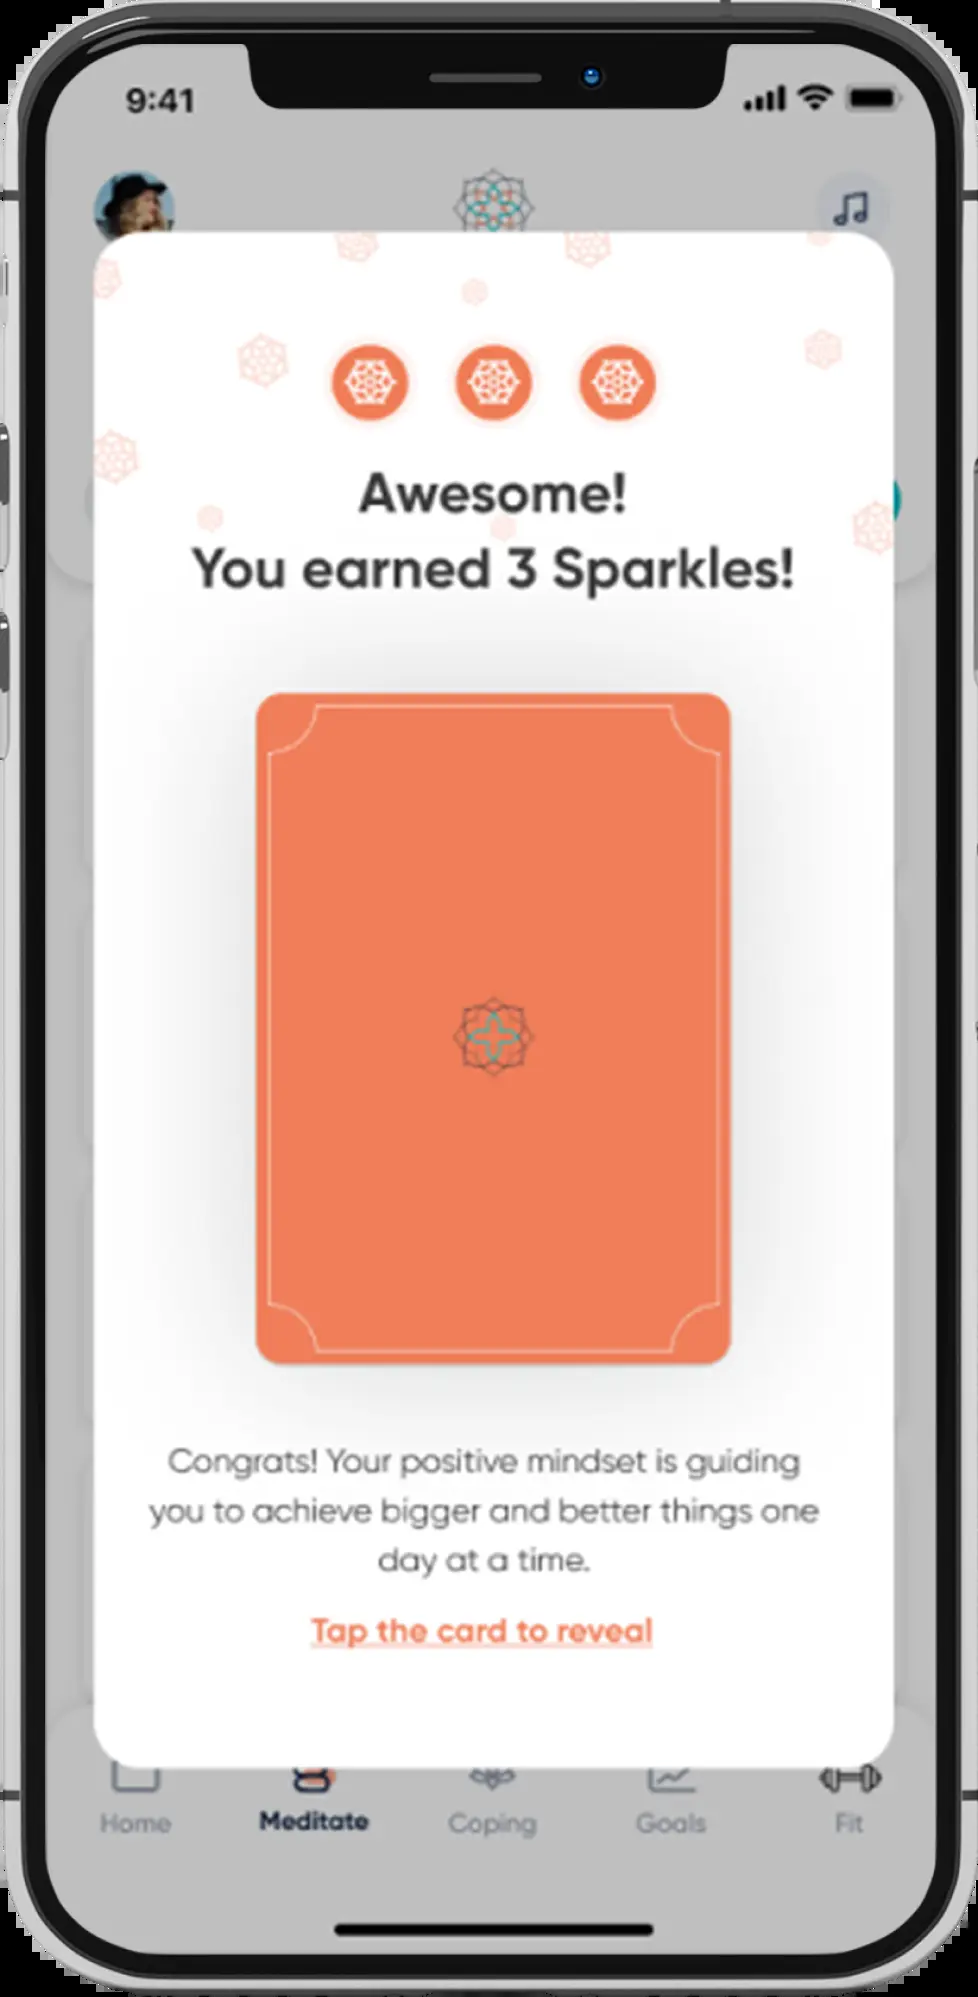 9:41
Awesome!
You earned 3 Sparkles!
Congrats! Your positive mindset is guiding
you to achieve bigger and better things one
day at a time.
Tap the card to reveal
Home
Meditate
Coping
Goals
Fit